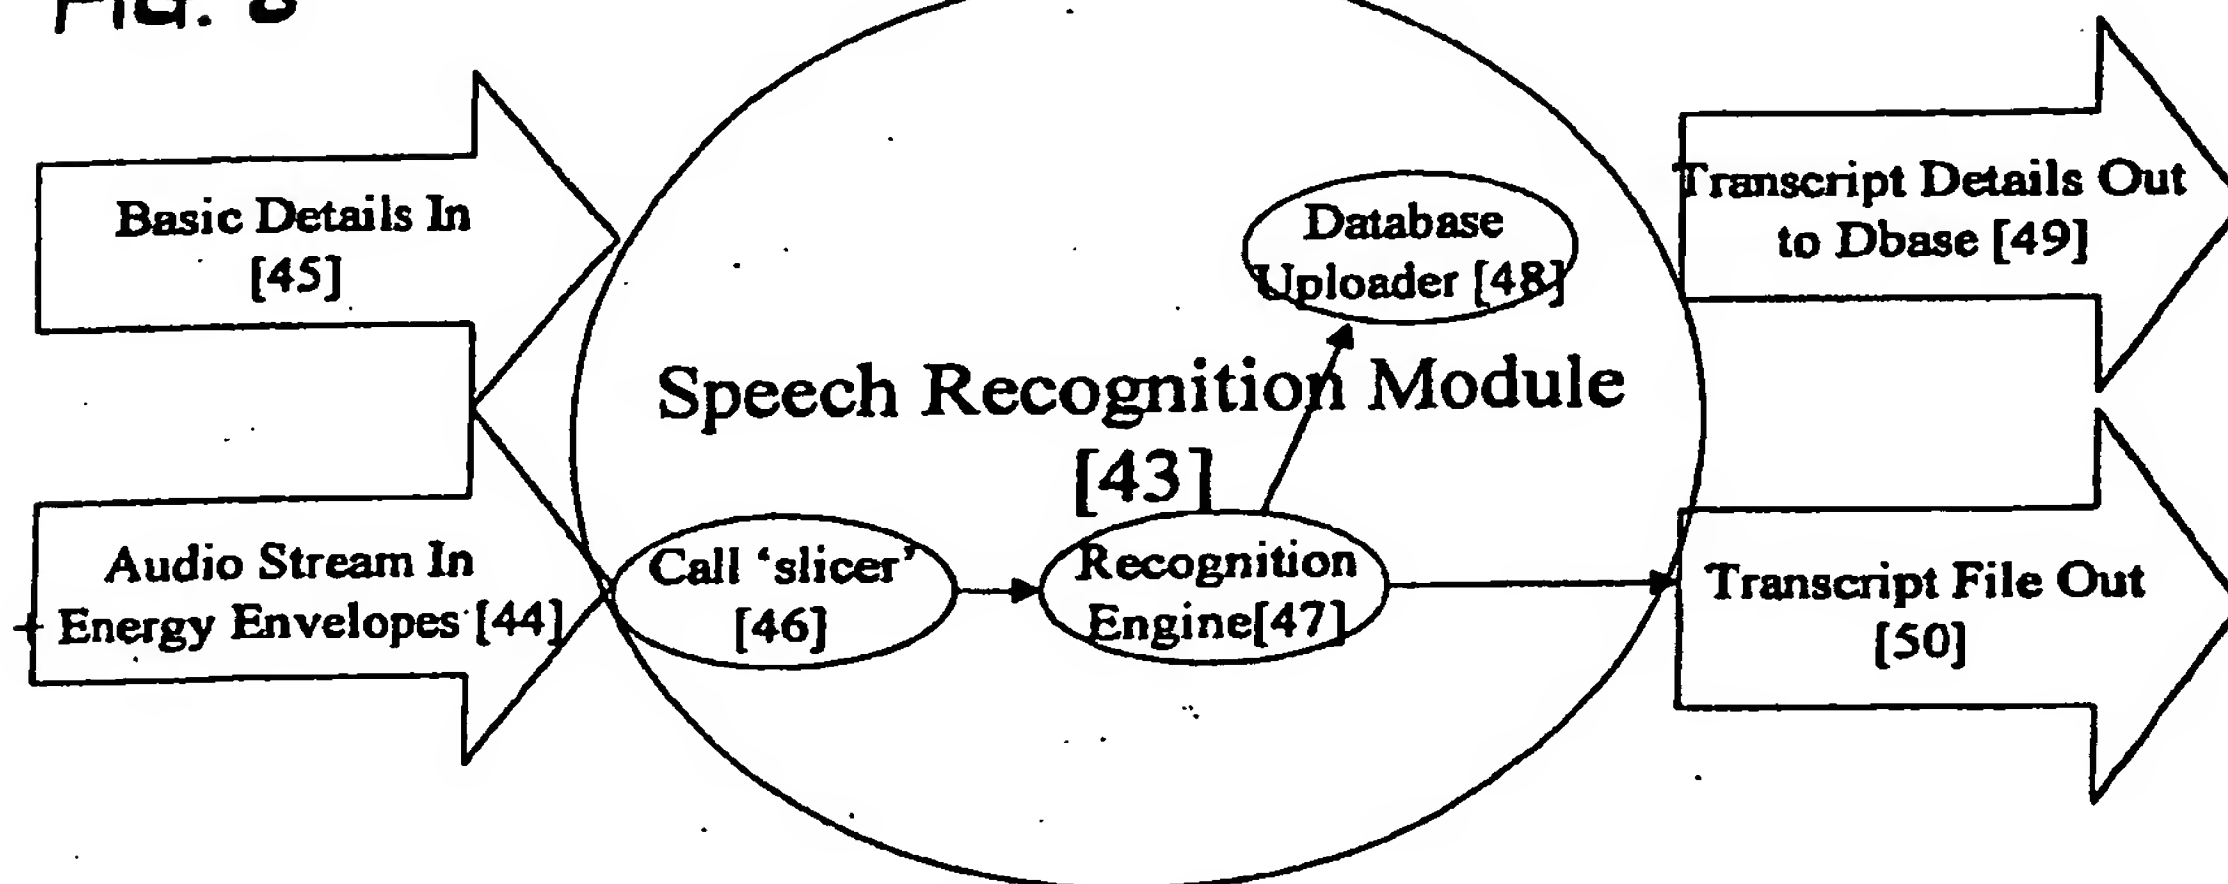 FIG. 8
Basic Details In
[45]
Audio Stream In
Energy Envelopes [44]
Speech Recognition Module
[43]
Database
Uploader [48]
Call ‘slicer’
[46]
Recognition
Engine[47]
Transcript Details Out
to Dbase [49]
Transcript File Out
[50]